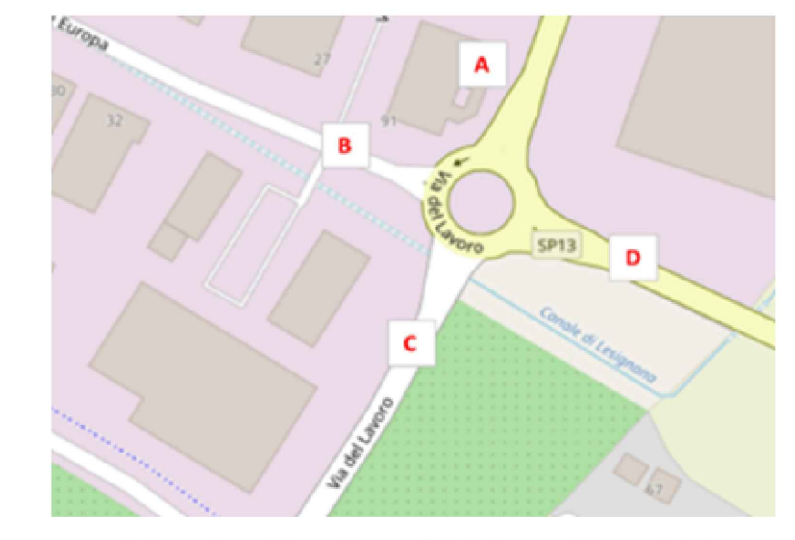 Europa
A
27
30
32
91
B
Via del Lavoro
SP13
D
Canale di Lesignano
C
Via del Lavoro